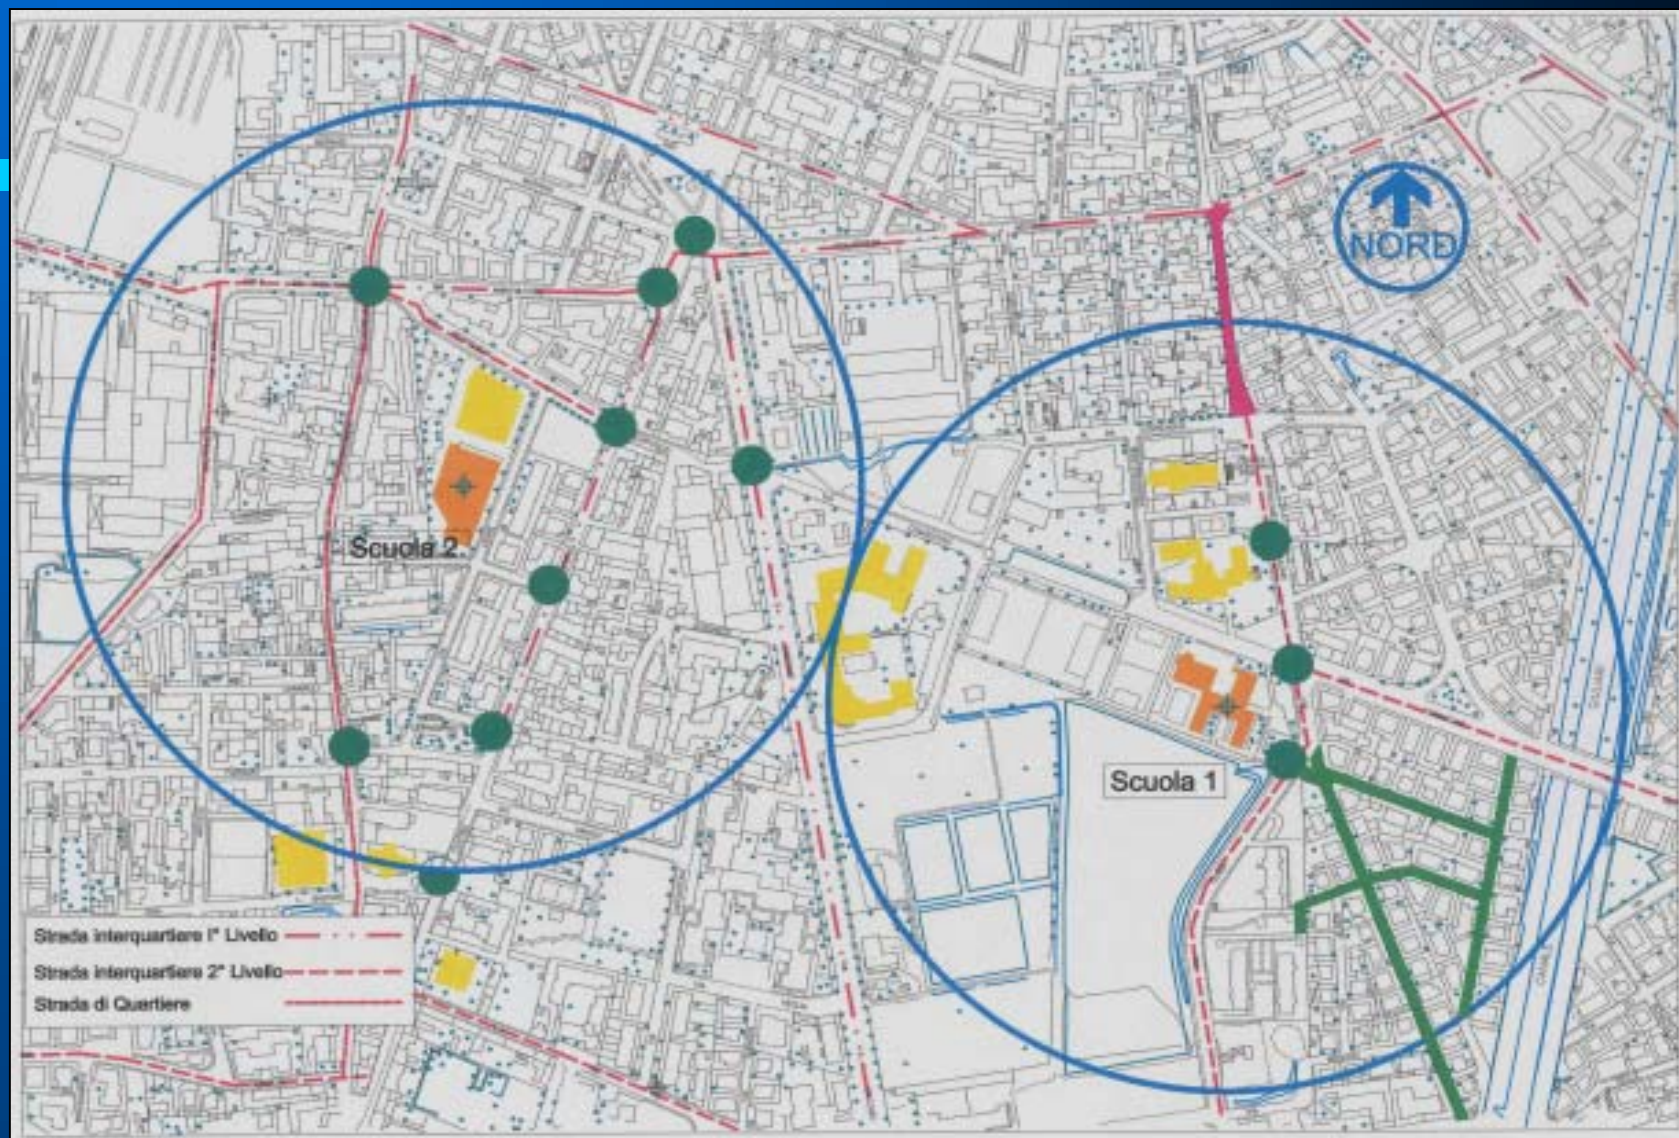 NORD
Scuola 2
Scuola 1
Strada interquartiere I° Livello
Strada interquartiere 2° Livello
Strada di Quartiere